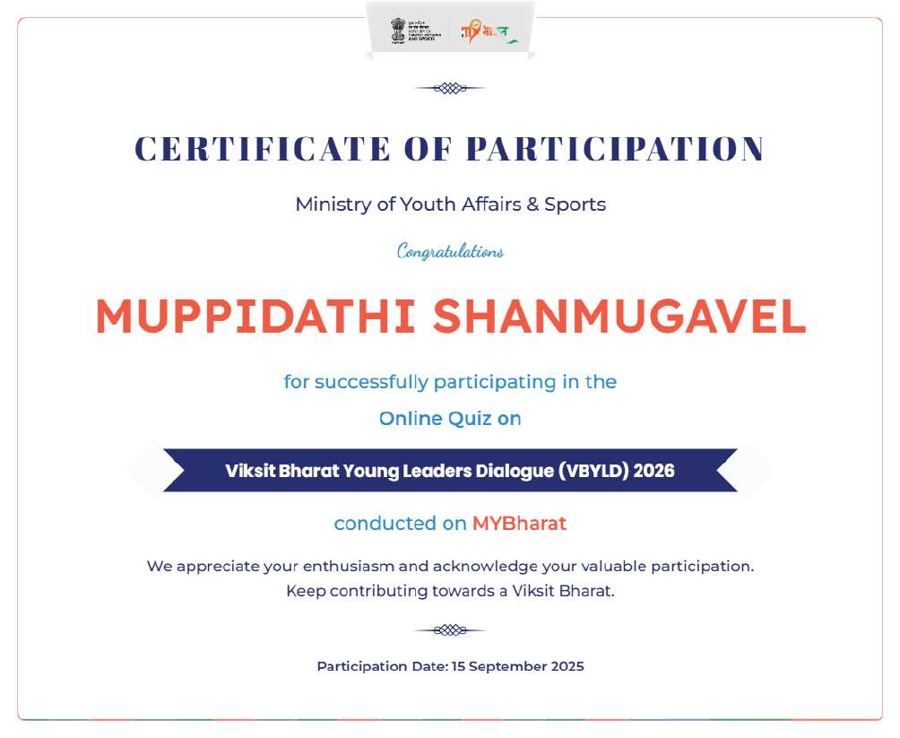 AND SPORTS
CERTIFICATE OF PARTICIPATION
Ministry of Youth Affairs & Sports
Congratulations
MUPPIDATHI SHANMUGAVEL
for successfully participating in the
Online Quiz on
Viksit Bharat Young Leaders Dialogue (VBYLD) 2026
conducted on MYBharat
We appreciate your enthusiasm and acknowledge your valuable participation.
Keep contributing towards a Viksit Bharat.
Participation Date: 15 September 2025